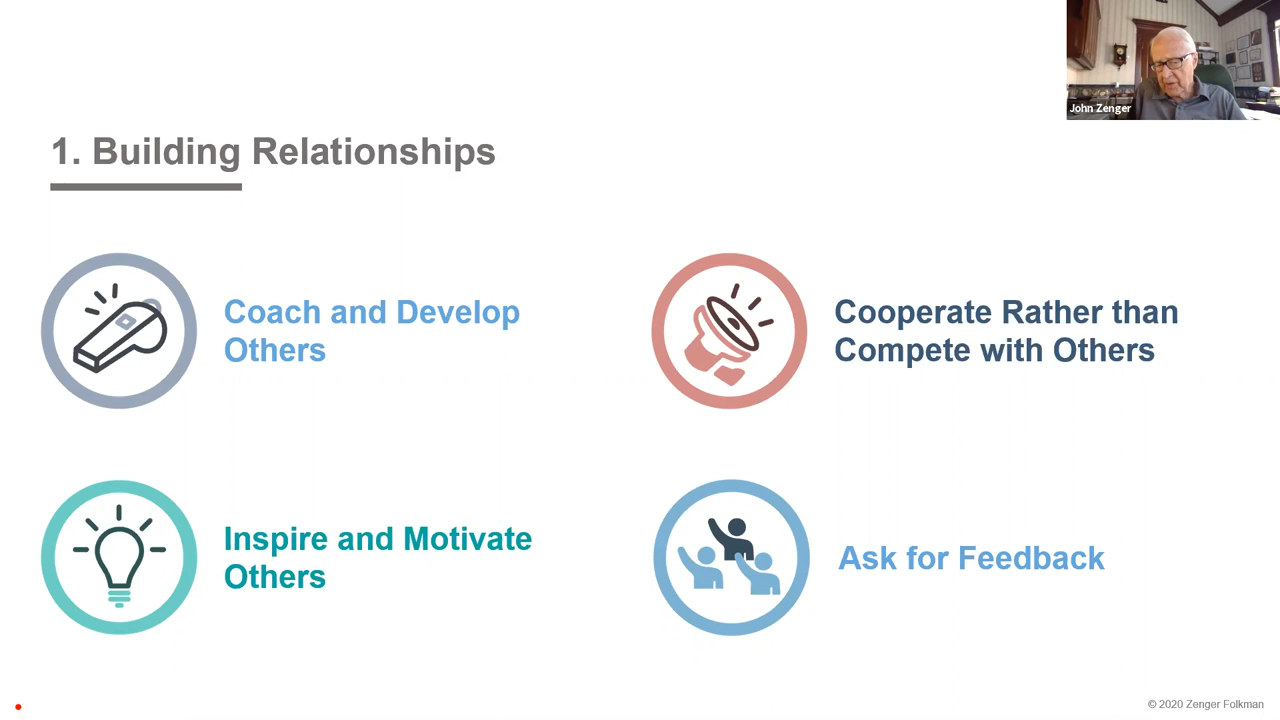 John Zenger
1. Building Relationships
Coach and Develop
Others
Cooperate Rather than
Compete with Others
Inspire and Motivate
Others
Ask for Feedback
© 2020 Zenger Folkman